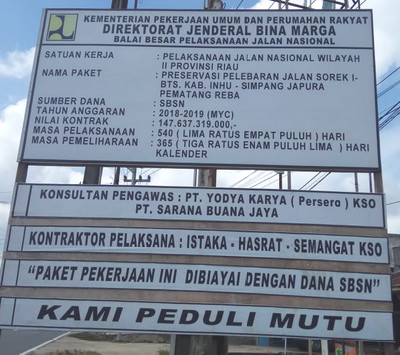 KEMENTERIAN PEKERJAAN UMUM DAN PERUMAHAN RAKYAT
DIREKTORAT JENDERAL BINA MARGA
BALAI BESAR PELAKSANAAN JALAN NASIONAL
SATUAN KERJA : PELAKSANAAN JALAN NASIONAL WILAYAH
II PROVINSI RIAU
NAMA PAKET : PRESERVASI PELEBARAN JALAN SOREK I-
BTS. KAB. INHU - SIMPANG JAPURA
PEMATANG REBA
SUMBER DANA : SBSN
TAHUN ANGGARAN : 2018-2019 (MYC)
NILAI KONTRAK : 147.637.319.000,-
MASA PELAKSANAAN : 540 ( LIMA RATUS EMPAT PULUH ) HARI
MASA PEMELIHARAAN : 365 ( TIGA RATUS ENAM PULUH LIMA ) HARI
KALENDER
KONSULTAN PENGAWAS : PT. YODYA KARYA ( Persero ) KSO
PT. SARANA BUANA JAYA
KONTRAKTOR PELAKSANA : ISTAKA - HASRAT - SEMANGAT KSO
"PAKET PEKERJAAN INI DIBIAYAI DENGAN DANA SBSN"
KAMI PEDULI MUTU